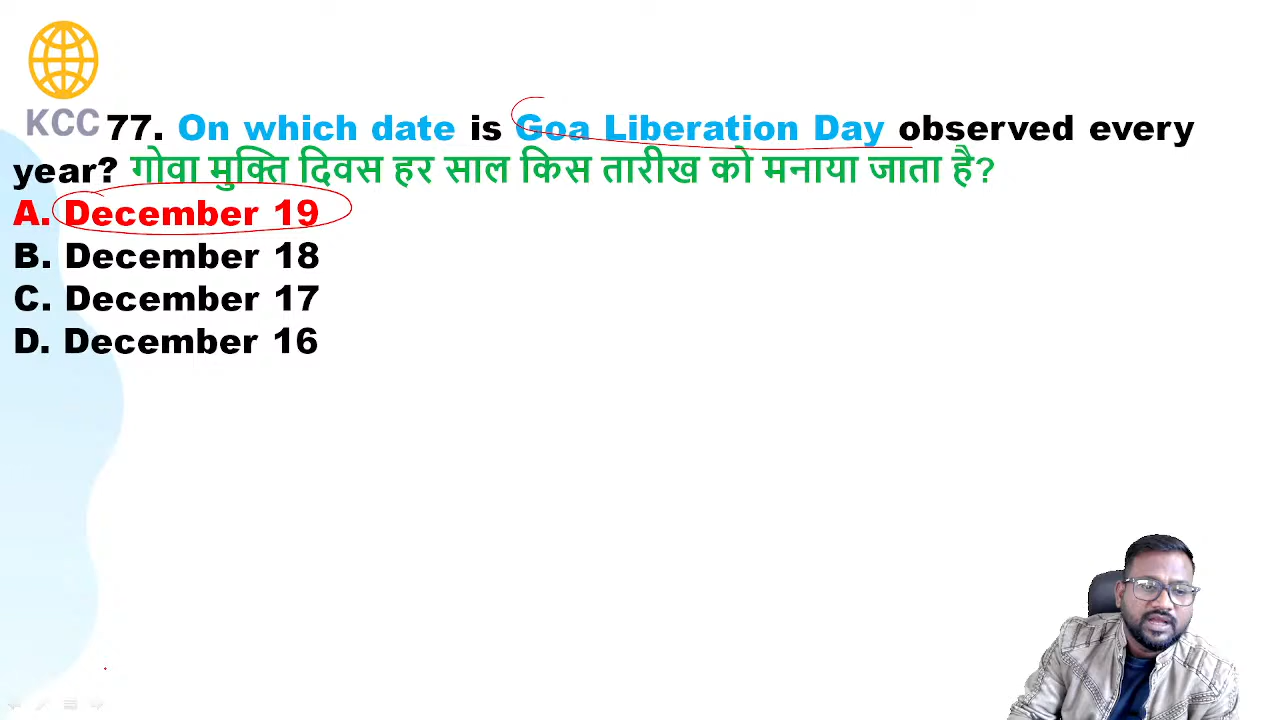 KCC 77. On which date is Goa Liberation Day observed every
year? गोवा मुक्ति दिवस हर साल किस तारीख को मनाया जाता है?
A. December 19
B. December 18
C. December 17
D. December 16